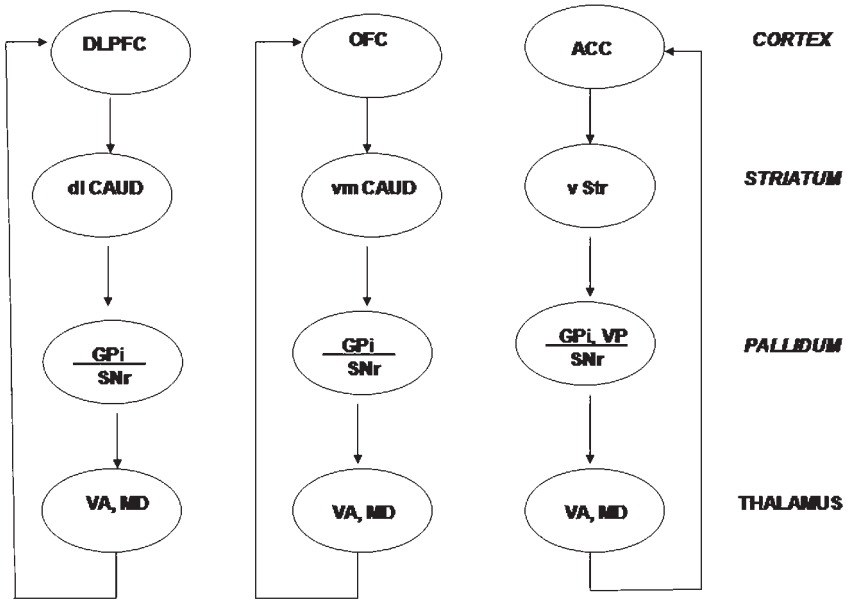 DLPFC
OFC
ACC
CORTEX
dl CAUD
vm CAUD
v Str
STRIATUM
GPi
SNr
GPi
SNr
GPi, VP
SNr
PALLIDUM
VA, MD
VA, MD
VA, MD
THALAMUS